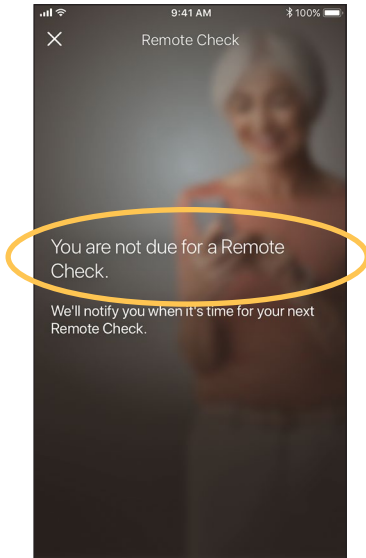 9:41 AM
100%
Remote Check
You are not due for a Remote
Check.
We'll notify you when it's time for your next
Remote Check.